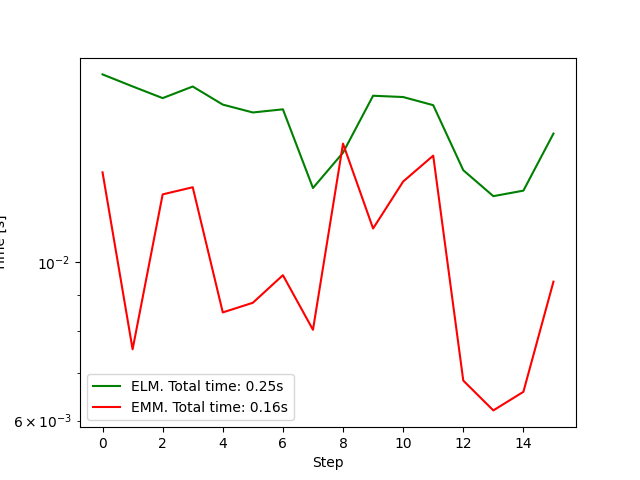 Time [s]
10⁻²
6 × 10⁻³
ELM. Total time: 0.25s
EMM. Total time: 0.16s
0 2 4 6 8 10 12 14
Step